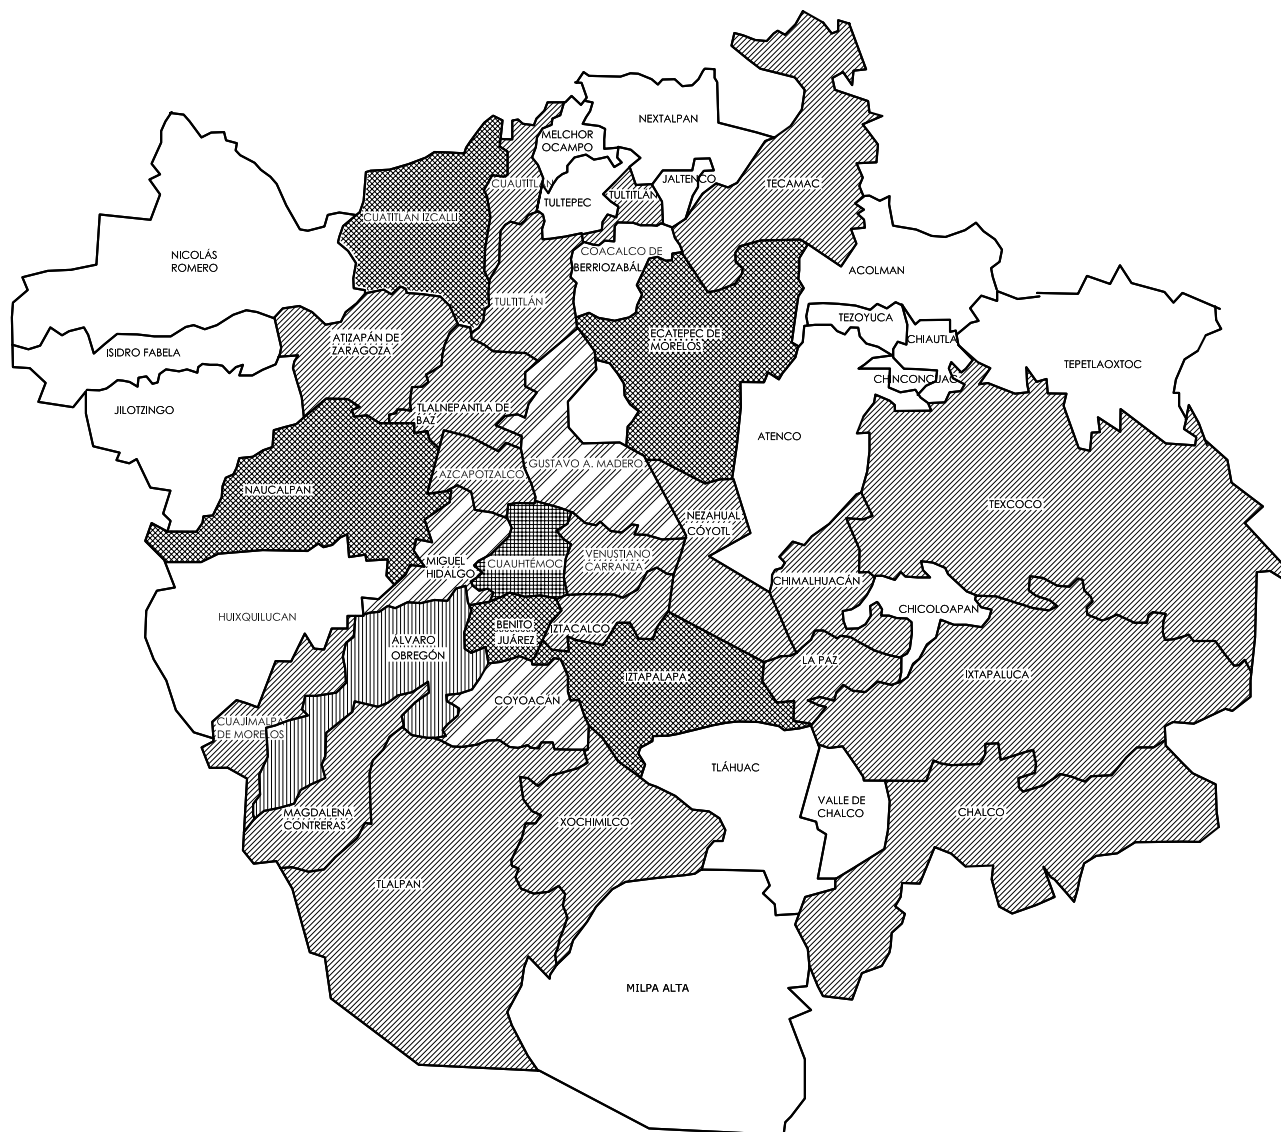 NEXTALPAN
MELCHOR
OCAMPO
CUAUTITLÁN
TULTEPEC
TULTITLÁN
JALTENCO
TECAMAC
CUATITLÁN IZCALLI
NICOLÁS
ROMERO
COACALCO DE
BERRIOZABÁL
ACOLMAN
TULTITLÁN
TEZOYUCA
ATIZAPÁN DE
ZARAGOZA
ECATEPEC DE
MORELOS
CHIAUTLA
ISIDRO FABELA
TEPETLAOXTOC
CHINCONCUAC
JILOTZINGO
TLALNEPANTLA DE
BAZ
ATENCO
GUSTAVO A. MADERO
AZCAPOTZALCO
NAUCALPAN
TEXCOCO
NEZAHUAL
CÓYOTL
VENUSTIANO
CARRANZA
MIGUEL
HIDALGO
CUAUHTÉMOC
CHIMALHUACÁN
CHICOLOAPAN
HUIXQUILUCAN
BENITO
JUÁREZ
IZTACALCO
ALVARO
OBREGÓN
LA PAZ
IZTAPALAPA
IXTAPALUCA
COYOACÁN
CUAJIMALPA
DE MORELOS
TLÁHUAC
VALLE DE
CHALCO
CHALCO
MAGDALENA
CONTRERAS
XOCHIMILCO
TLALPAN
MILPA ALTA